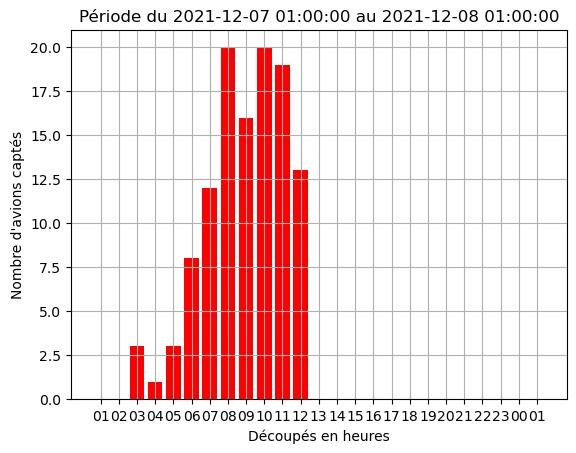 Période du 2021-12-07 01:00:00 au 2021-12-08 01:00:00
20.0
17.5
15.0
12.5
10.0
7.5
5.0
2.5
0.0
Nombre d'avions captés
01 02 03 04 05 06 07 08 09 10 11 12 13 14 15 16 17 18 19 20 21 22 23 00 01
Découpés en heures